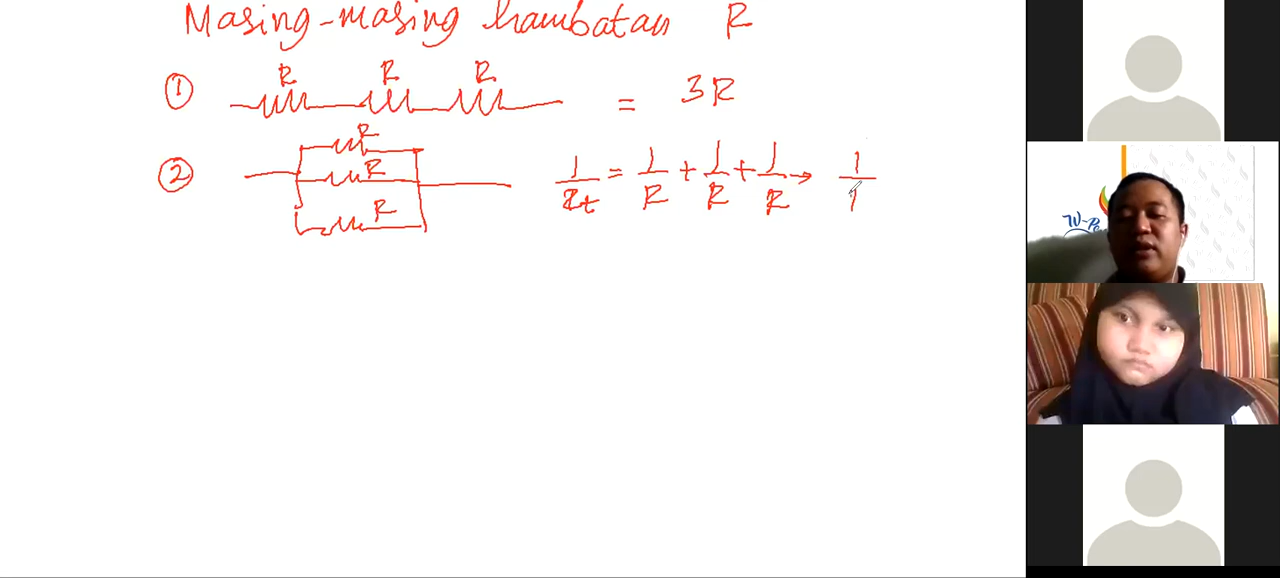 Masing-masing hambatan R
① R R R = 3R
② R R R 1/Rt = 1/R + 1/R + 1/R → 1/